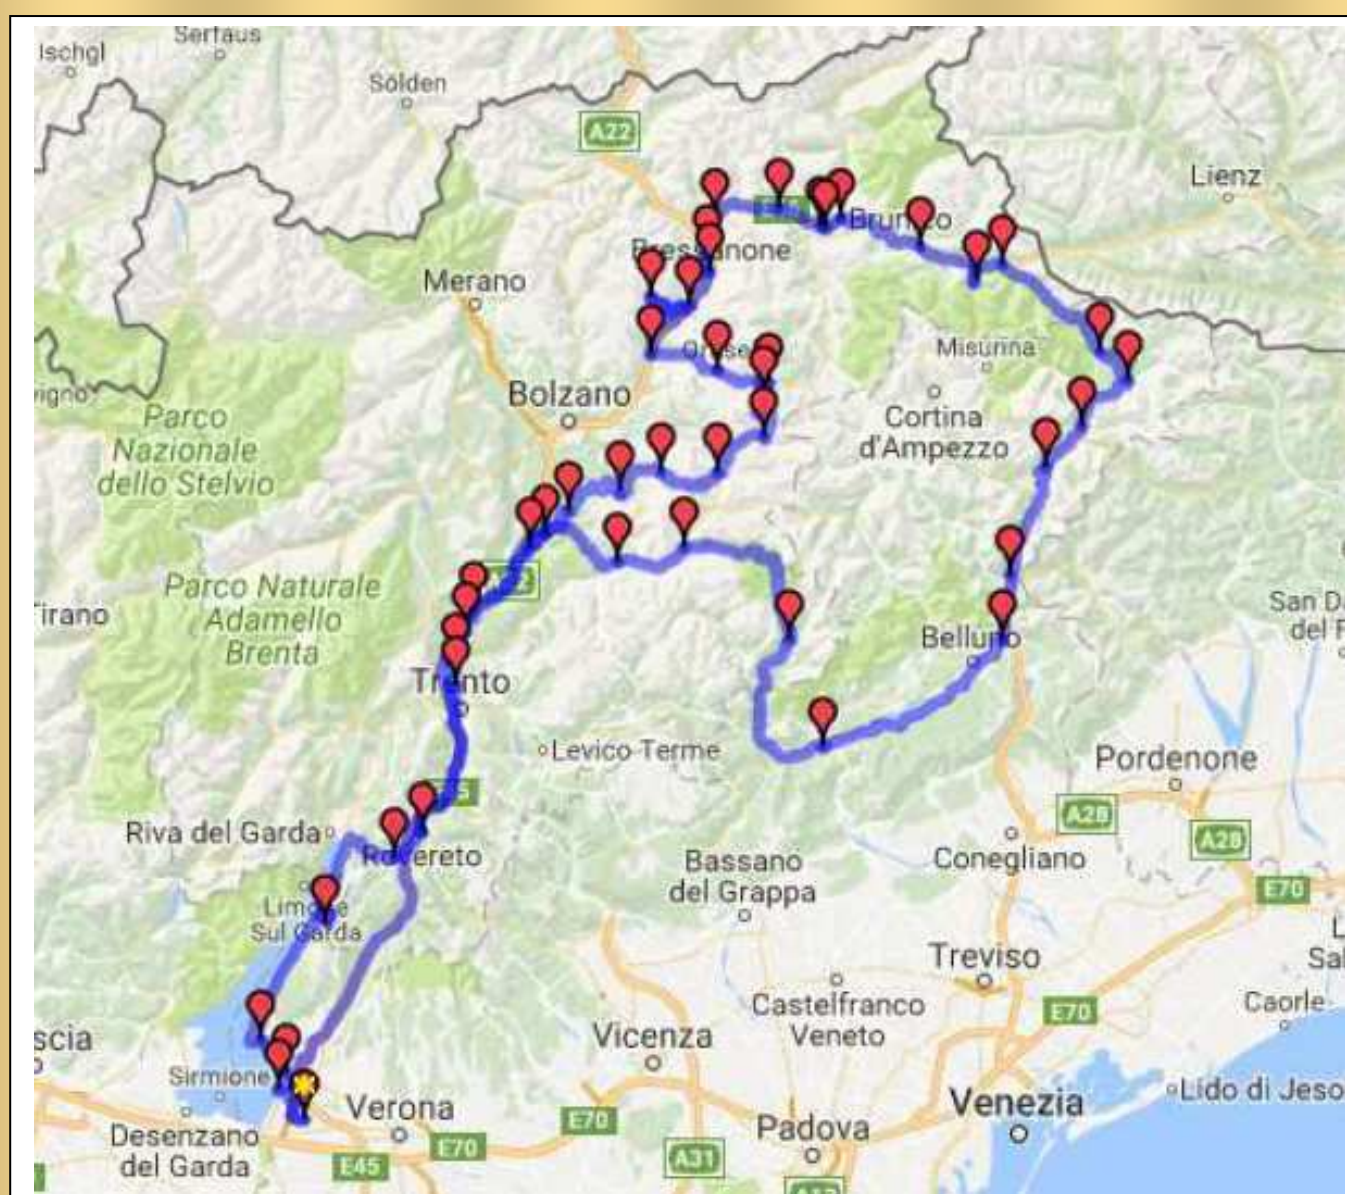 Serfaus
Ischgl
Sölden
A22
Lienz
Bressanone
Merano
Misurina
Bolzano
Cortina
d'Ampezzo
Parco
Nazionale
dello Stelvio
Parco Naturale
Adamello
Brenta
Tirano
San D
del F
Belluno
Trento
Levico Terme
Pordenone
A28
A28
Riva del Garda
Rovereto
Bassano
del Grappa
Conegliano
E70
Limone
Sul Garda
Treviso
Castelfranco
Veneto
E70
Caorle
L
Sal
scia
Vicenza
Sirmione
Verona
E70
Venezia
Lido di Jeso
Desenzano
del Garda
E45
E70
Padova
A31